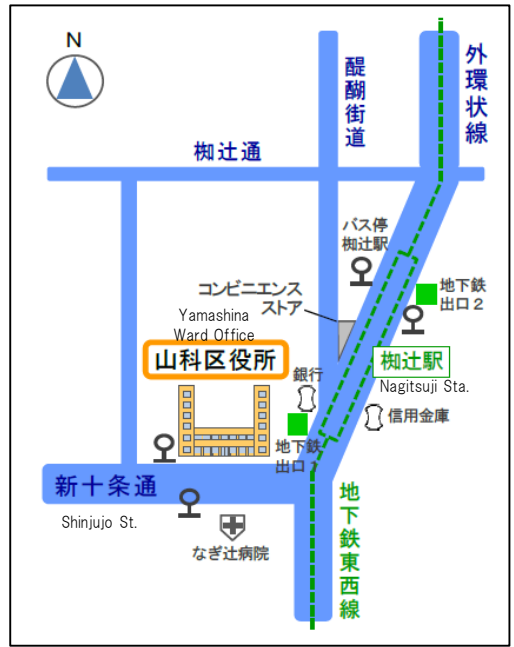 N
外環状線
醍醐街道
椥辻通
バス停
椥辻駅
コンビニエンス
ストア
地下鉄
出口2
Yamashina
Ward Office
山科区役所
椥辻駅
Nagitsuji Sta.
銀行
信用金庫
地下鉄
出口1
新十条通
Shinjujo St.
地下鉄東西線
なぎ辻病院